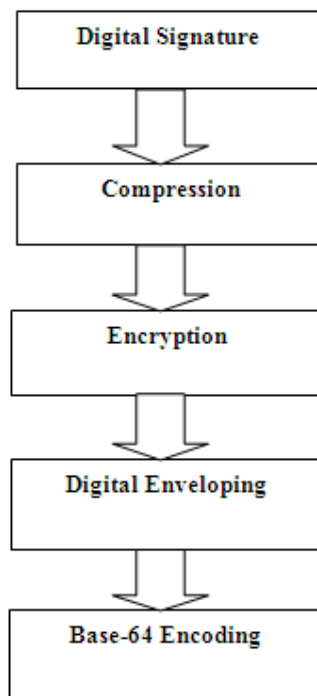 Digital Signature
Compression
Encryption
Digital Enveloping
Base-64 Encoding